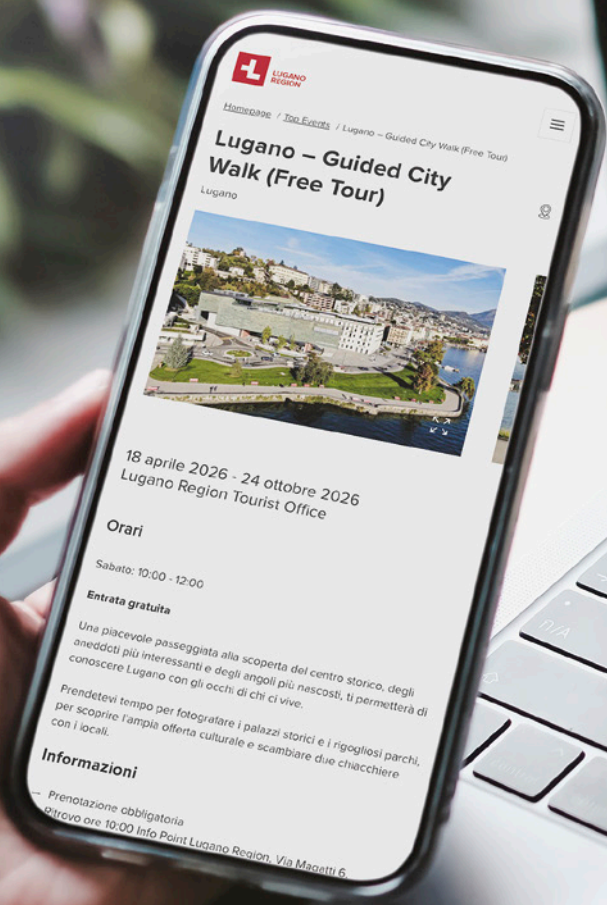 LUGANO
REGION
Homepage / Top Events / Lugano – Guided City Walk (Free Tour)
Lugano – Guided City
Walk (Free Tour)
Lugano
18 aprile 2026 - 24 ottobre 2026
Lugano Region Tourist Office
Orari
Sabato: 10:00 - 12:00
Entrata gratuita
Una piacevole passeggiata alla scoperta del centro storico, degli
aneddoti più interessanti e degli angoli più nascosti, ti permetterà di
conoscere Lugano con gli occhi di chi ci vive.
Prendetevi tempo per fotografare i palazzi storici e i rigogliosi parchi,
per scoprire l'ampia offerta culturale e scambiare due chiacchiere
con i locali.
Informazioni
– Prenotazione obbligatoria
Ritrovo ore 10:00 Info Point Lugano Region, Via Magatti 6,